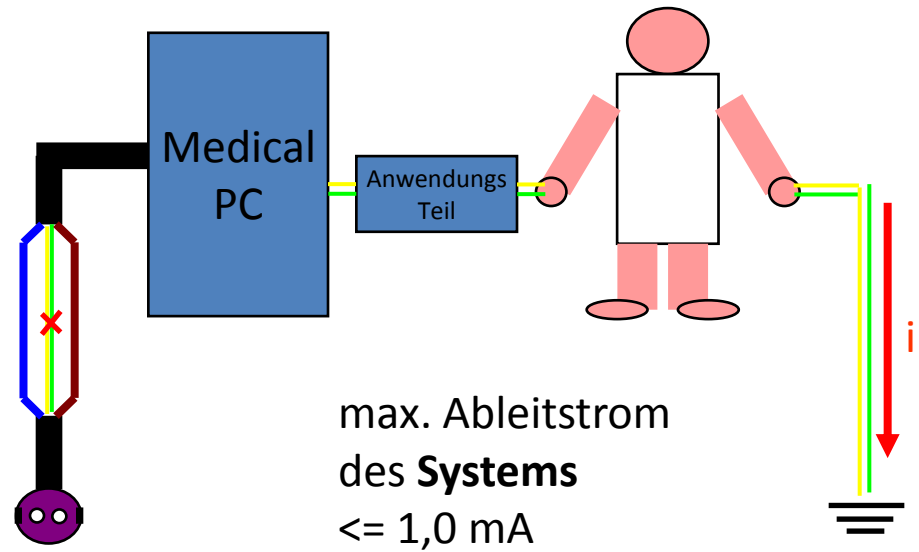 Medical
PC
Anwendungs
Teil
i
max. Ableitstrom
des Systems
<= 1,0 mA